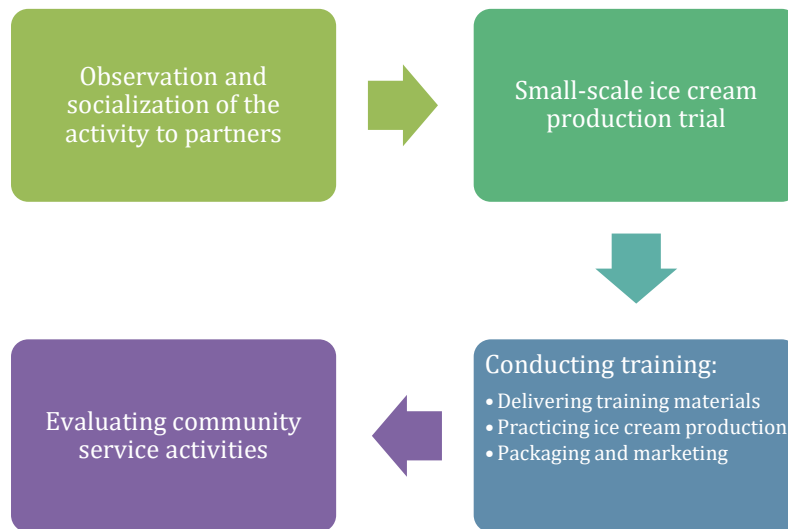 Observation and
socialization of the
activity to partners
Small-scale ice cream
production trial
Conducting training:
• Delivering training materials
• Practicing ice cream production
• Packaging and marketing
Evaluating community
service activities